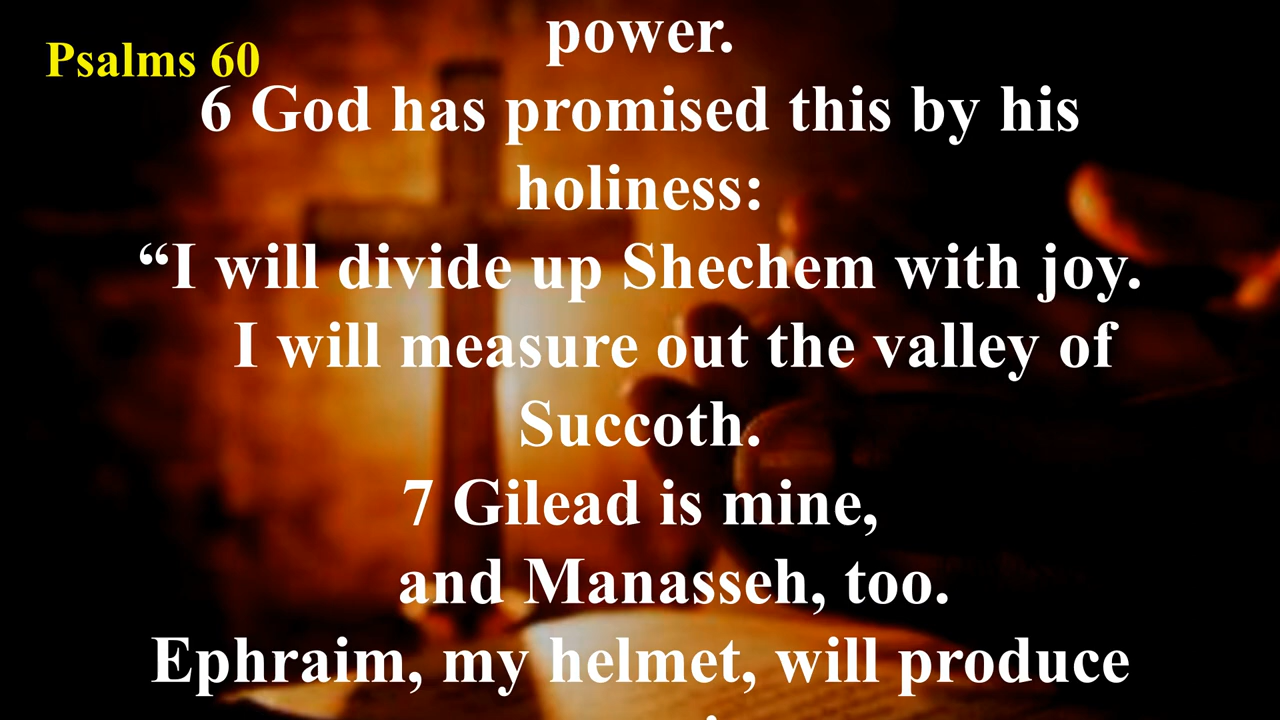 power.
Psalms 60
6 God has promised this by his
holiness:
“I will divide up Shechem with joy.
I will measure out the valley of
Succoth.
7 Gilead is mine,
and Manasseh, too.
Ephraim, my helmet, will produce